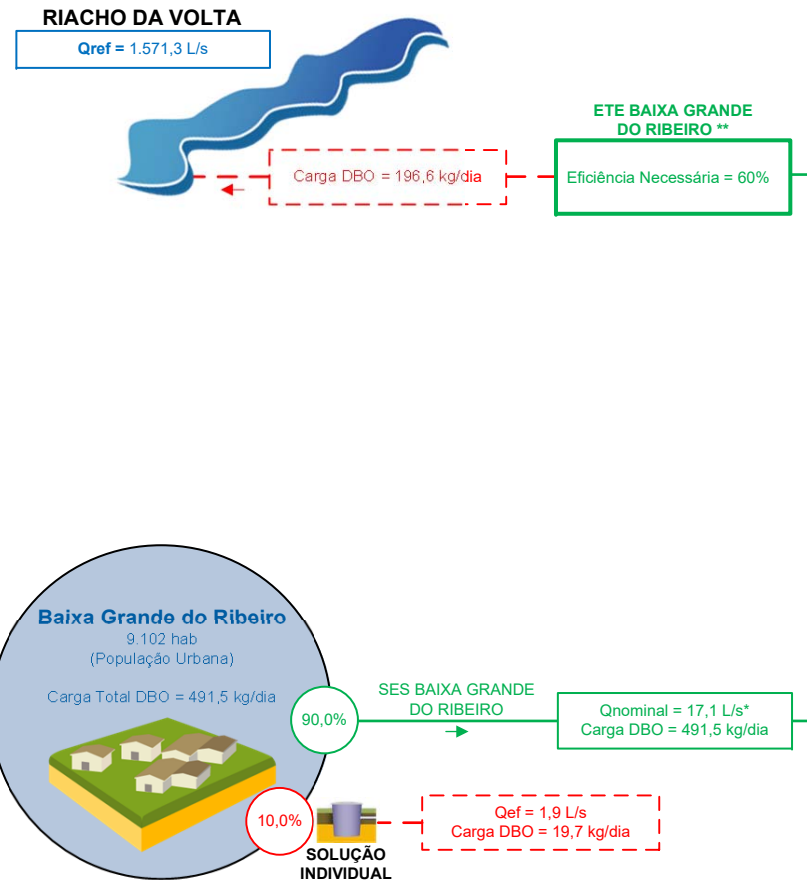 RIACHO DA VOLTA
Qref = 1.571,3 L/s
ETE BAIXA GRANDE
DO RIBEIRO **
Carga DBO = 196,6 kg/dia
Eficiência Necessária = 60%
Baixa Grande do Ribeiro
9.102 hab
(População Urbana)
Carga Total DBO = 491,5 kg/dia
90,0%
SES BAIXA GRANDE
DO RIBEIRO
Qnominal = 17,1 L/s*
Carga DBO = 491,5 kg/dia
10,0%
SOLUÇÃO
INDIVIDUAL
Qef = 1,9 L/s
Carga DBO = 19,7 kg/dia